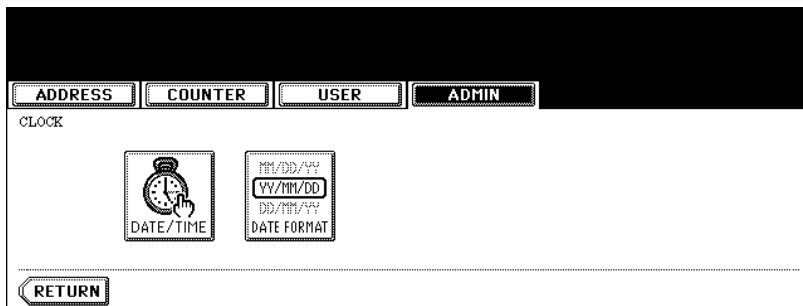 ADDRESS COUNTER USER ADMIN
CLOCK
MM/DD/YY
YY/MM/DD
DD/MM/YY
DATE/TIME DATE FORMAT
RETURN